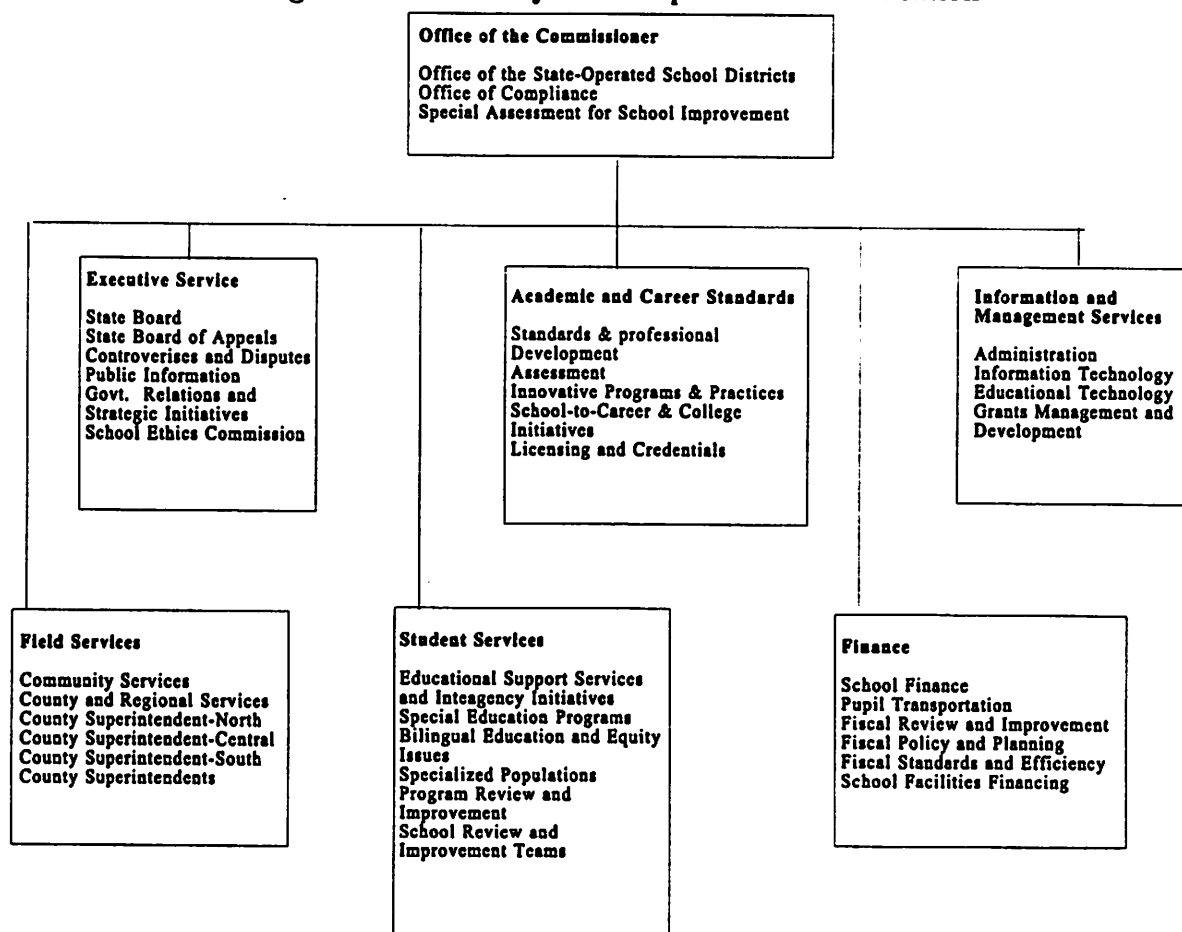 Office of the Commissioner
Office of the State-Operated School Districts
Office of Compliance
Special Assessment for School Improvement
Executive Service
State Board
State Board of Appeals
Controverises and Disputes
Public Information
Govt. Relations and
Strategic Initiatives
School Ethics Commission
Academic and Career Standards
Standards & professional
Development
Assessment
Innovative Programs & Practices
School-to-Career & College
Initiatives
Licensing and Credentials
Information and
Management Services
Administration
Information Technology
Educational Technology
Grants Management and
Development
Field Services
Community Services
County and Regional Services
County Superintendent-North
County Superintendent-Central
County Superintendent-South
County Superintendents
Student Services
Educational Support Services
and Inteagency Initiatives
Special Education Programs
Bilingual Education and Equity
Issues
Specialized Populations
Program Review and
Improvement
School Review and
Improvement Teams
Finance
School Finance
Pupil Transportation
Fiscal Review and Improvement
Fiscal Policy and Planning
Fiscal Standards and Efficiency
School Facilities Financing